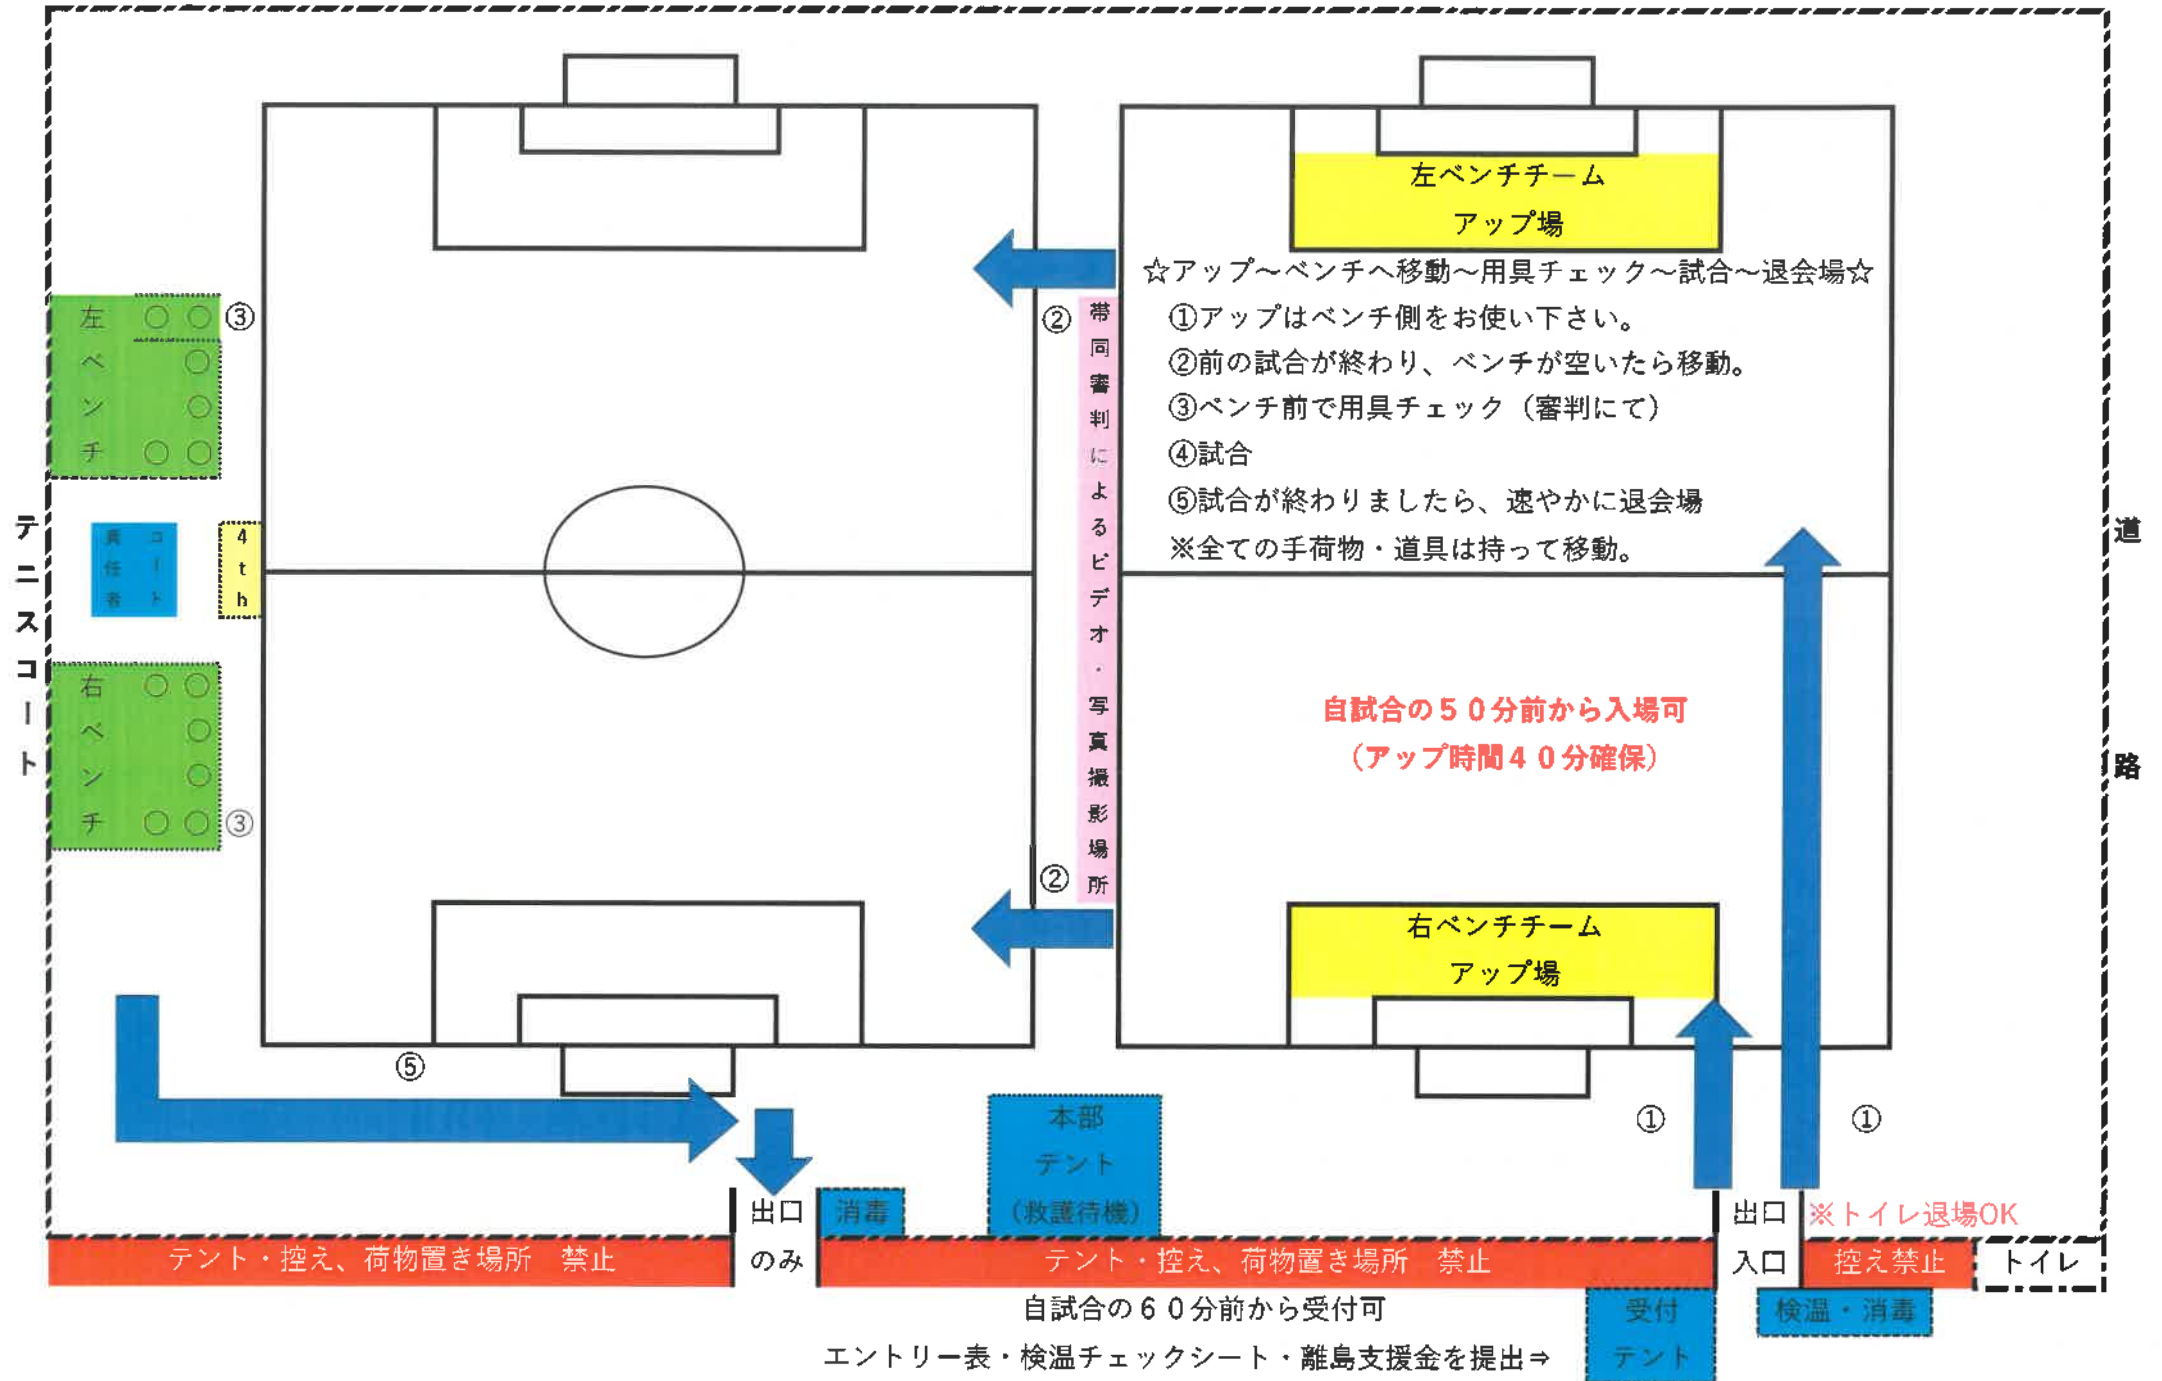 左ベンチチーム
アップ場
☆アップ～ベンチへ移動～用具チェック～試合～退会場☆
①アップはベンチ側をお使い下さい。
②前の試合が終わり、ベンチが空いたら移動。
③ベンチ前で用具チェック（審判にて）
④試合
⑤試合が終わりましたら、速やかに退会場
※全ての手荷物・道具は持って移動。
左ベンチ
○○
○
○
○○
③
②
帯同審判によるビデオ・写真撮影場所
テニスコート
コート責任者
4th
道路
右ベンチ
○○
○
○
○○
③
自試合の５０分前から入場可
（アップ時間４０分確保）
②
右ベンチチーム
アップ場
⑤
①
①
本部
テント
（救護待機）
出口
のみ
消毒
出口
入口
※トイレ退場OK
テント・控え、荷物置き場所　禁止
テント・控え、荷物置き場所　禁止
控え禁止
トイレ
自試合の６０分前から受付可
エントリー表・検温チェックシート・離島支援金を提出⇒
受付
テント
検温・消毒